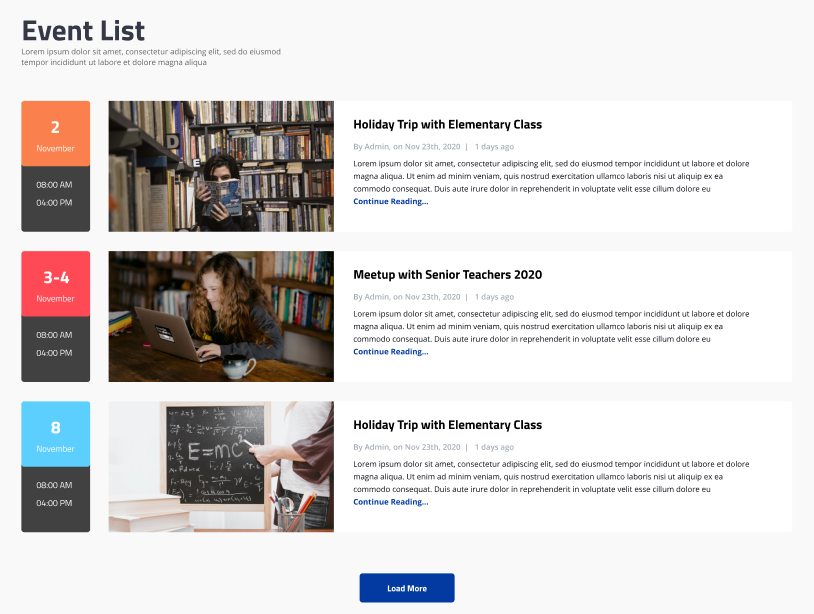 Event List
Lorem ipsum dolor sit amet, consectetur adipiscing elit, sed do eiusmod
tempor incididunt ut labore et dolore magna aliqua
2
November
08:00 AM
04:00 PM
D
E
Holiday Trip with Elementary Class
By Admin, on Nov 23th, 2020 | 1 days ago
Lorem ipsum dolor sit amet, consectetur adipiscing elit, sed do eiusmod tempor incididunt ut labore et dolore
magna aliqua. Ut enim ad minim veniam, quis nostrud exercitation ullamco laboris nisi ut aliquip ex ea
commodo consequat. Duis aute irure dolor in reprehenderit in voluptate velit esse cillum dolore eu
Continue Reading...
3-4
November
08:00 AM
04:00 PM
Meetup with Senior Teachers 2020
By Admin, on Nov 23th, 2020 | 1 days ago
Lorem ipsum dolor sit amet, consectetur adipiscing elit, sed do eiusmod tempor incididunt ut labore et dolore
magna aliqua. Ut enim ad minim veniam, quis nostrud exercitation ullamco laboris nisi ut aliquip ex ea
commodo consequat. Duis aute irure dolor in reprehenderit in voluptate velit esse cillum dolore eu
Continue Reading...
8
November
08:00 AM
04:00 PM
E=mc²
Holiday Trip with Elementary Class
By Admin, on Nov 23th, 2020 | 1 days ago
Lorem ipsum dolor sit amet, consectetur adipiscing elit, sed do eiusmod tempor incididunt ut labore et dolore
magna aliqua. Ut enim ad minim veniam, quis nostrud exercitation ullamco laboris nisi ut aliquip ex ea
commodo consequat. Duis aute irure dolor in reprehenderit in voluptate velit esse cillum dolore eu
Continue Reading...
Load More